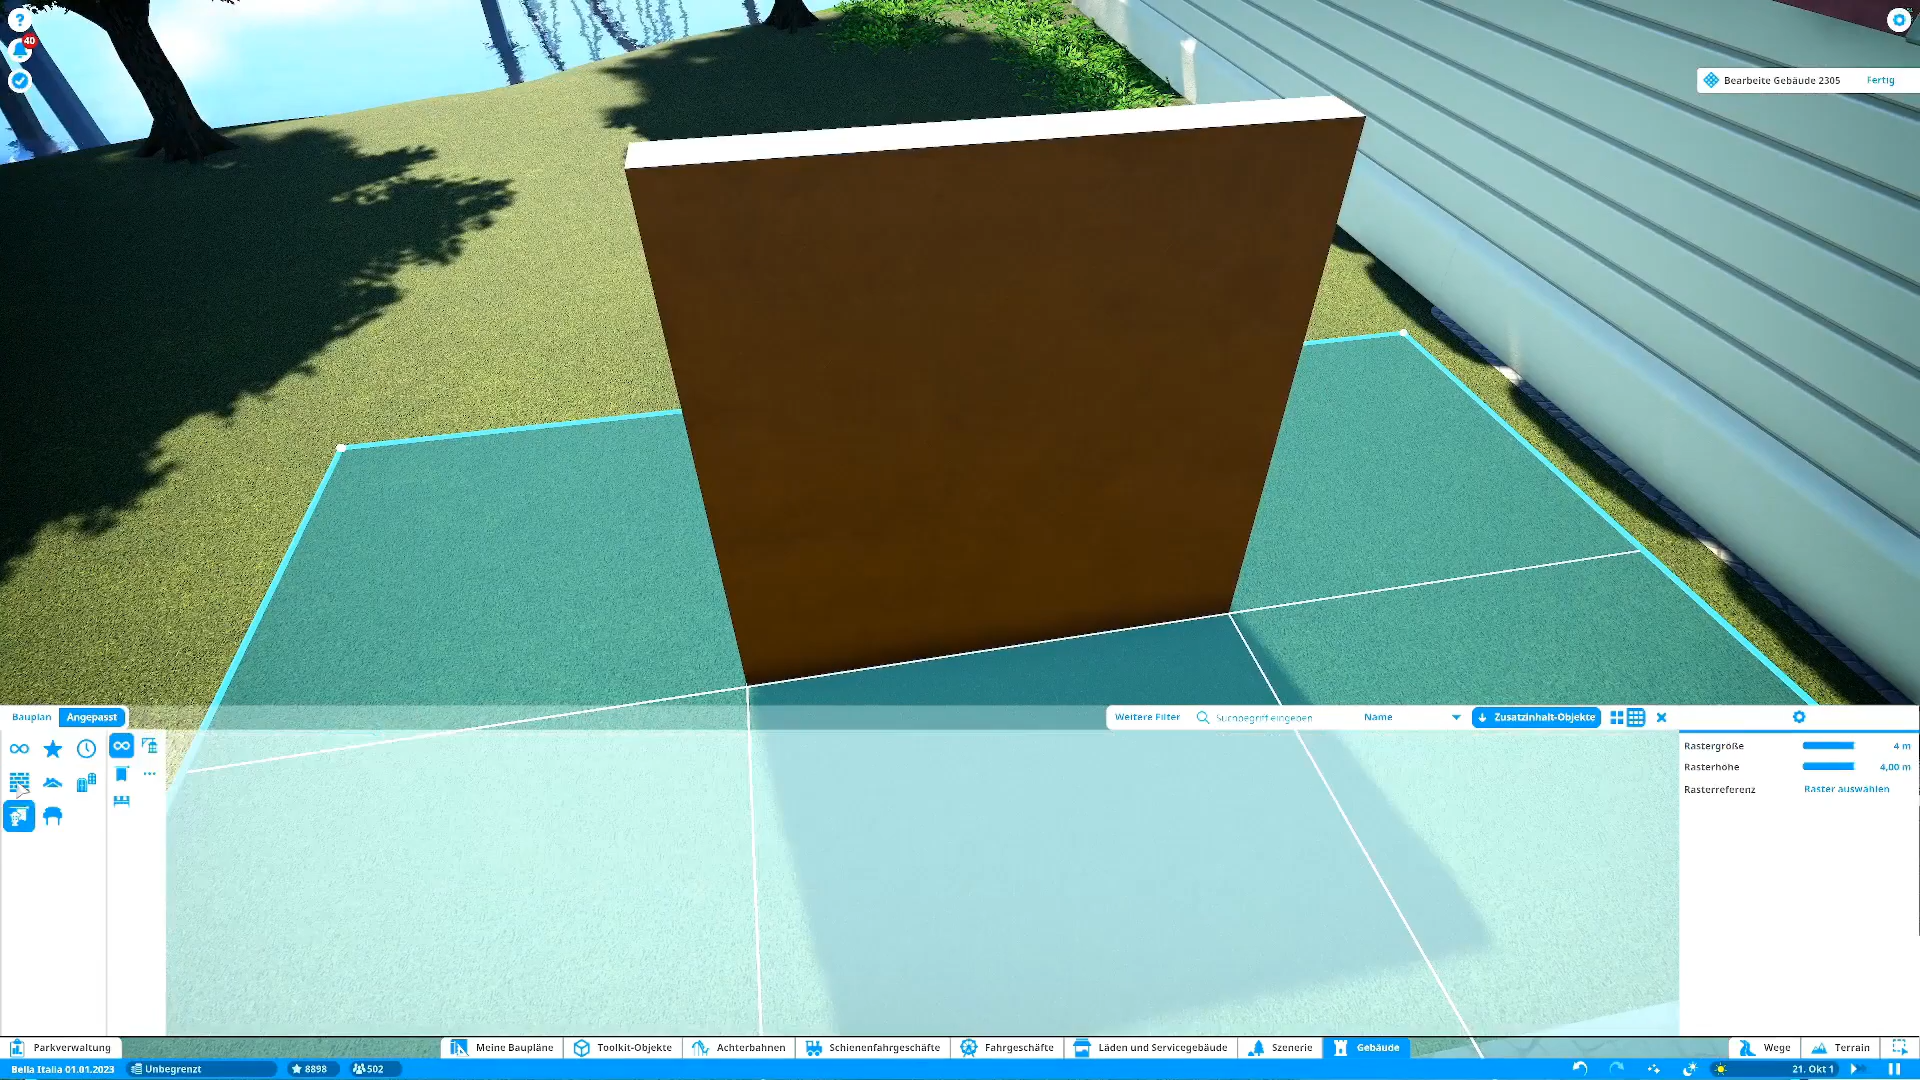 ?
40
Bearbeite Gebäude 2305 Fertig
Bauplan Angepasst
Weitere Filter Suchbegriff eingeben Name Zusatzinhalt-Objekte
Rastergröße 4 m
Rasterhöhe 4,00 m
Rasterreferenz Raster auswählen
Parkverwaltung Meine Baupläne Toolkit-Objekte Achterbahnen Schienenfahrgeschäfte Fahrgeschäfte Läden und Servicegebäude Szenerie Gebäude Wege Terrain
Bella Italia 01.01.2023 Unbegrenzt 8898 502 21. Okt 1